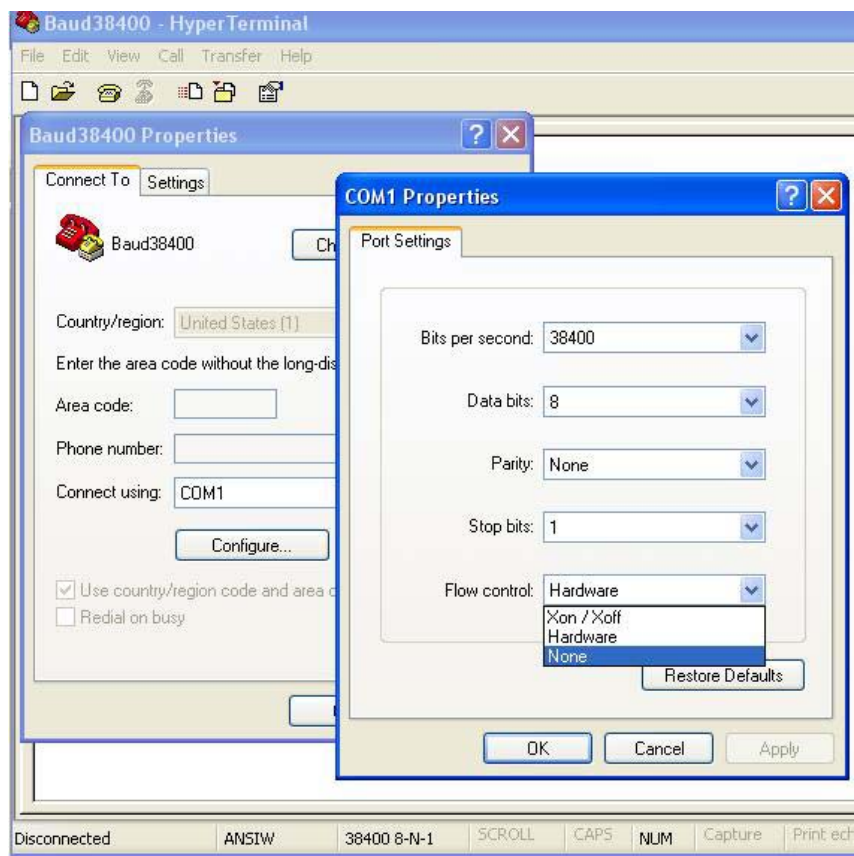 Baud38400 - HyperTerminal
File Edit View Call Transfer Help
Baud38400 Properties
Connect To Settings
Baud38400
Country/region: United States (1)
Enter the area code without the
Area code:
Phone number:
Connect using: COM1
Configure...
Use country/region code and area
Redial on busy
COM1 Properties
Port Settings
Bits per second: 38400
Data bits: 8
Parity: None
Stop bits: 1
Flow control: Hardware
Xon / Xoff
Hardware
None
Restore Defaults
OK Cancel Apply
Disconnected ANSIW 38400 8-N-1 SCROLL CAPS NUM Capture Print